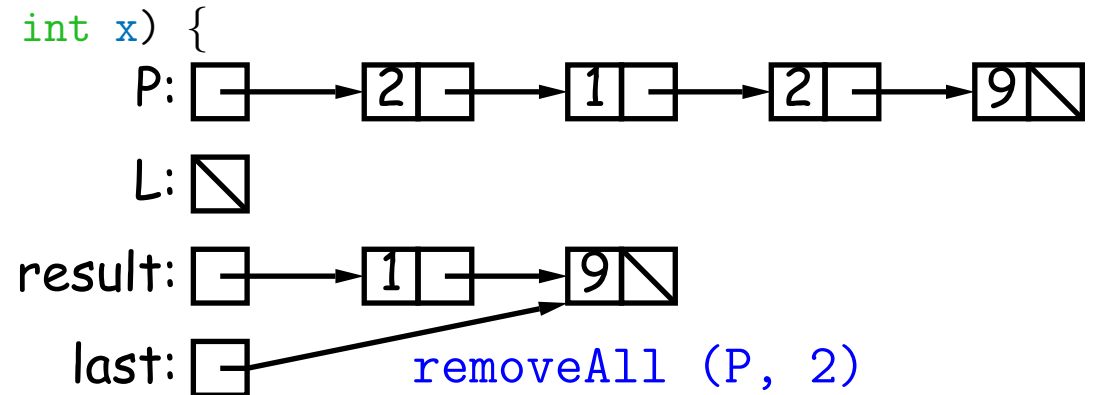 int x) {
P: 2 1 2 9
L:
result: 1 9
last:
removeAll (P, 2)